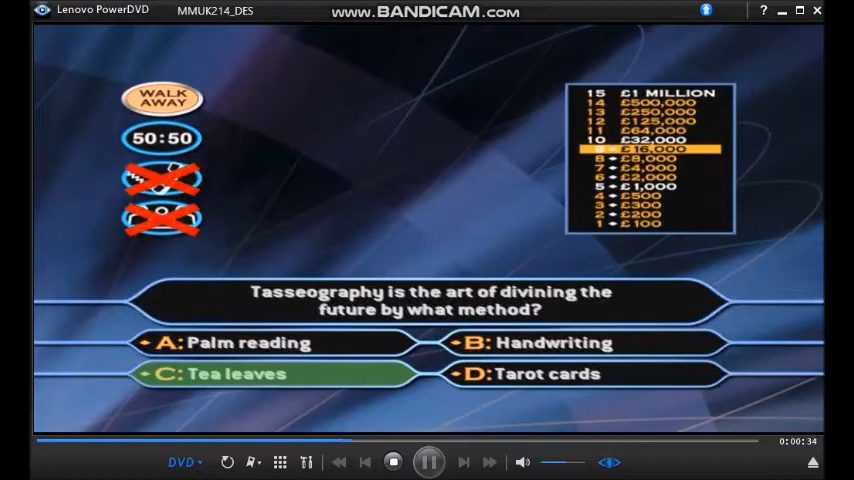 Lenovo PowerDVD
MMUK214_DES
www.BANDICAM.com
?
WALK
AWAY
50:50
15 £1 MILLION
14 £500,000
13 £250,000
12 £125,000
11 £64,000
10 £32,000
9 £16,000
8 £8,000
7 £4,000
6 £2,000
5 £1,000
4 £500
3 £300
2 £200
1 £100
Tasseography is the art of divining the
future by what method?
A: Palm reading
B: Handwriting
C: Tea leaves
D: Tarot cards
0:00:34
DVD